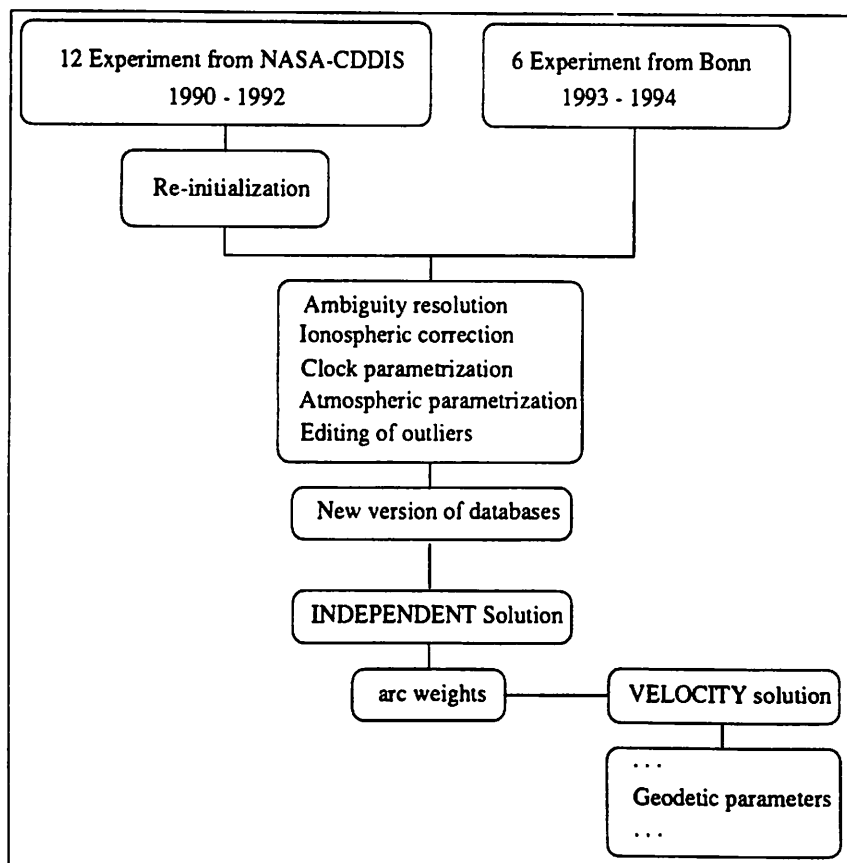 12 Experiment from NASA-CDDIS
1990 - 1992
6 Experiment from Bonn
1993 - 1994
Re-initialization
Ambiguity resolution
Ionospheric correction
Clock parametrization
Atmospheric parametrization
Editing of outliers
New version of databases
INDEPENDENT Solution
arc weights
VELOCITY solution
. . .
Geodetic parameters
. . .